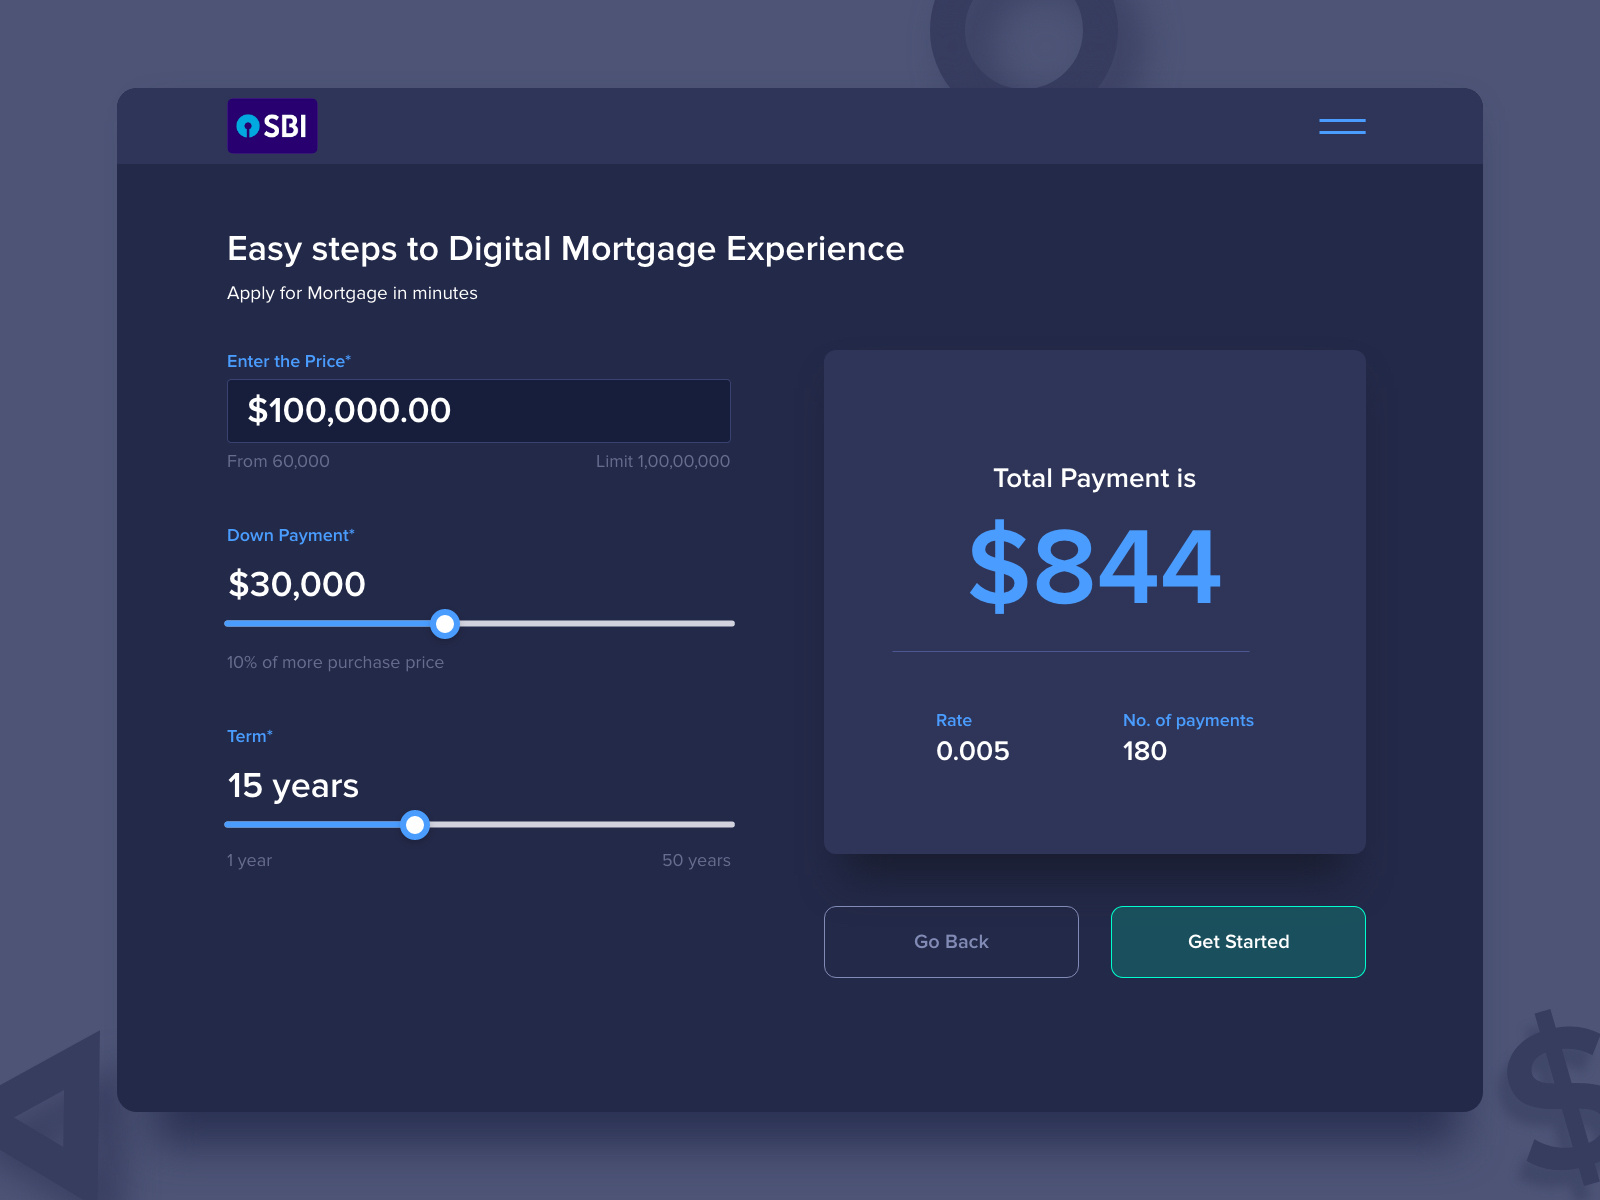 SBI
Easy steps to Digital Mortgage Experience
Apply for Mortgage in minutes
Enter the Price*
$100,000.00
From 60,000 Limit 1,00,00,000
Down Payment*
$30,000
10% of more purchase price
Term*
15 years
1 year 50 years
Total Payment is
$844
Rate No. of payments
0.005 180
Go Back Get Started
$